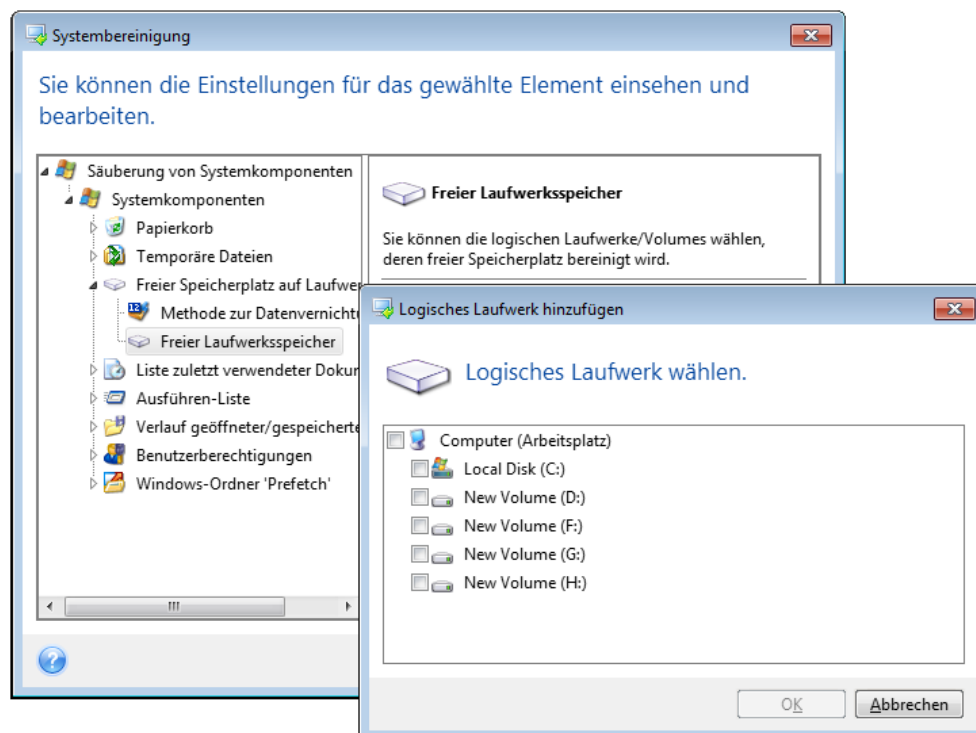 Systembereinigung
Sie können die Einstellungen für das gewählte Element einsehen und
bearbeiten.
Säuberung von Systemkomponenten
Systemkomponenten
Papierkorb
Temporäre Dateien
Freier Speicherplatz auf Laufwer
Methode zur Datenvernichtu
Freier Laufwerksspeicher
Liste zuletzt verwendeter Dokur
Ausführen-Liste
Verlauf geöffneter/gespeicherte
Benutzerberechtigungen
Windows-Ordner 'Prefetch'
Freier Laufwerksspeicher
Sie können die logischen Laufwerke/Volumes wählen,
deren freier Speicherplatz bereinigt wird.
Logisches Laufwerk hinzufügen
Logisches Laufwerk wählen.
Computer (Arbeitsplatz)
Local Disk (C:)
New Volume (D:)
New Volume (F:)
New Volume (G:)
New Volume (H:)
OK
Abbrechen